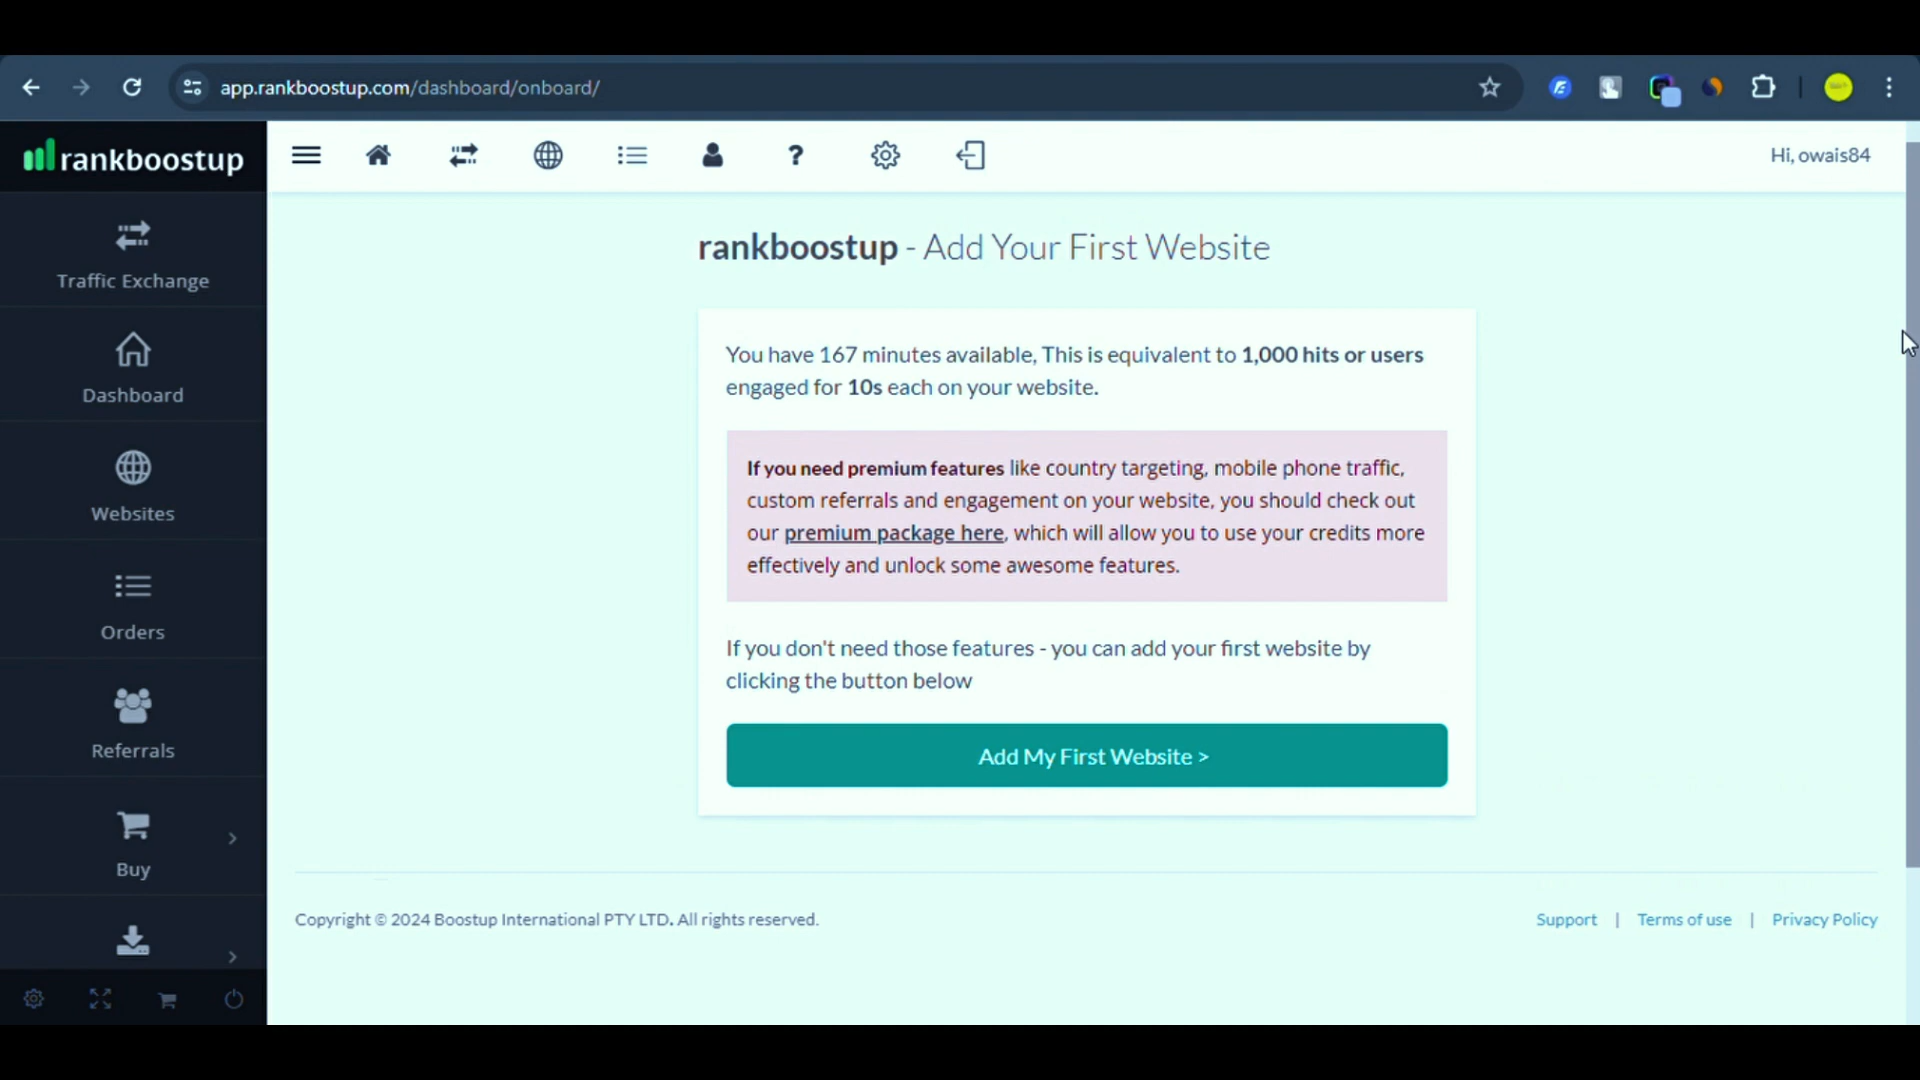 app.rankboostup.com/dashboard/onboard/
rankboostup
Hi, owais84
Traffic Exchange
Dashboard
Websites
Orders
Referrals
Buy
rankboostup - Add Your First Website
You have 167 minutes available, This is equivalent to 1,000 hits or users
engaged for 10s each on your website.
If you need premium features like country targeting, mobile phone traffic,
custom referrals and engagement on your website, you should check out
our premium package here, which will allow you to use your credits more
effectively and unlock some awesome features.
If you don't need those features - you can add your first website by
clicking the button below
Add My First Website >
Copyright © 2024 Boostup International PTY LTD. All rights reserved.
Support | Terms of use | Privacy Policy